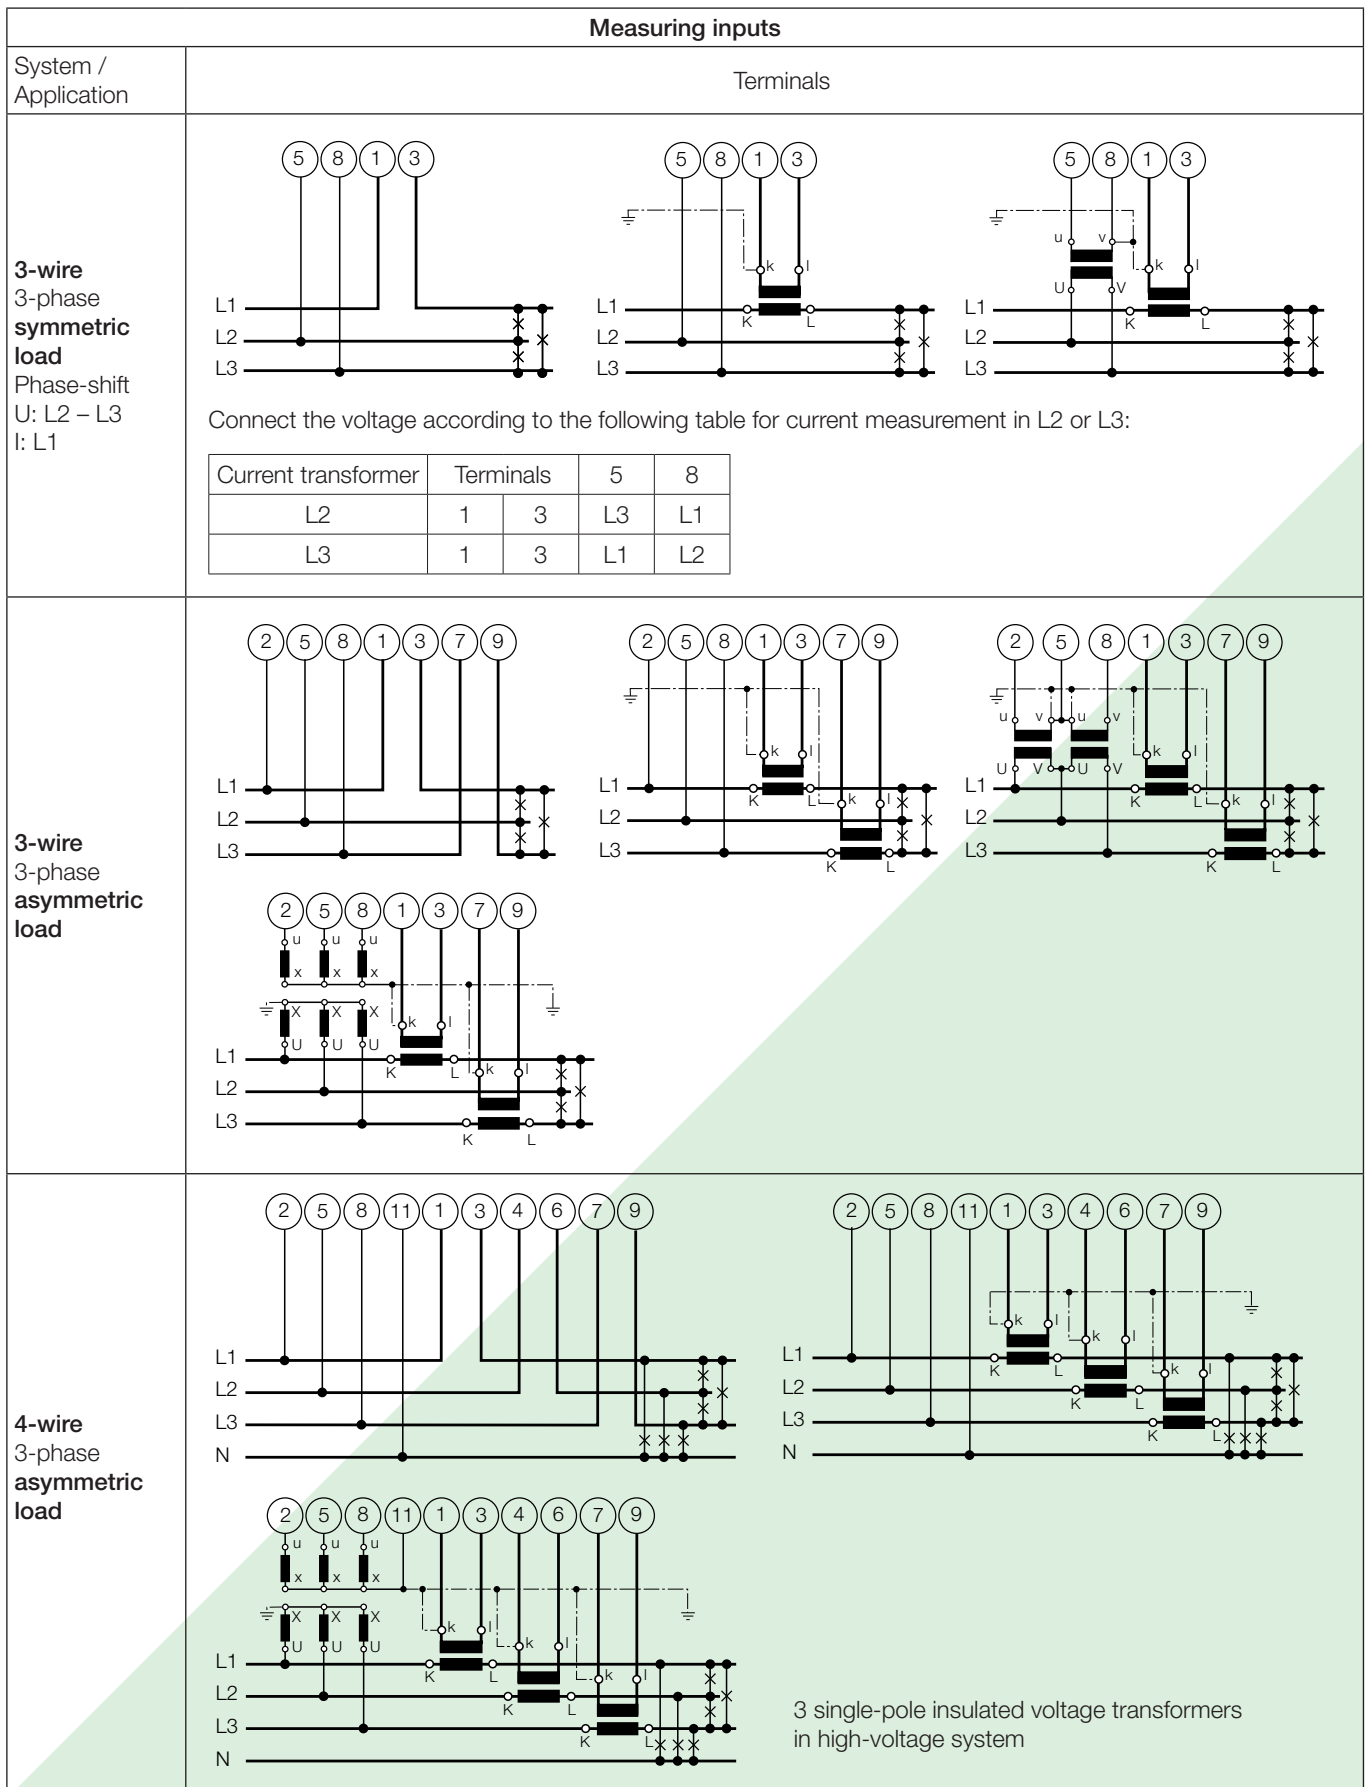 Measuring inputs
System /
Application
Terminals
3-wire
3-phase
symmetric
load
Phase-shift
U: L2 – L3
I: L1
5 8 1 3
L1
L2
L3
5 8 1 3
k l
L1
K L
L2
L3
5 8 1 3
u v
k l
U V
L1
K L
L2
L3
Connect the voltage according to the following table for current measurement in L2 or L3:
Current transformer Terminals 5 8
L2 1 3 L3 L1
L3 1 3 L1 L2
3-wire
3-phase
asymmetric
load
2 5 8 1 3 7 9
L1
L2
L3
2 5 8 1 3 7 9
k l
L1
K L k l
L2
L3
K L
2 5 8 1 3 7 9
u v u v
k l
U V U V
L1
K L k l
L2
L3
K L
2 5 8 1 3 7 9
u u u
x x x
X X X
k l
U U U
L1
K L k l
L2
L3
K L
4-wire
3-phase
asymmetric
load
2 5 8 11 1 3 4 6 7 9
L1
L2
L3
N
2 5 8 11 1 3 4 6 7 9
k l
k l
L1
K L k l
L2
K L
L3
K L
N
2 5 8 11 1 3 4 6 7 9
u u u
x x x
X X X
k l
U U U k l
L1
K L k l
L2
K L
L3
K L
N
3 single-pole insulated voltage transformers
in high-voltage system